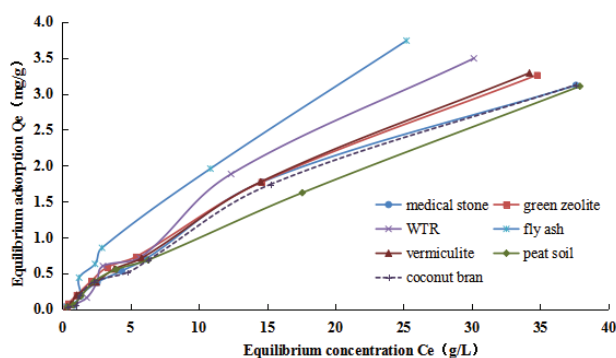 Equilibrium adsorption Qe（mg/g）
4.0
3.5
3.0
2.5
2.0
1.5
1.0
0.5
0.0
medical stone
green zeolite
WTR
fly ash
vermiculite
peat soil
coconut bran
0 5 10 15 20 25 30 35 40
Equilibrium concentration Ce（g/L）